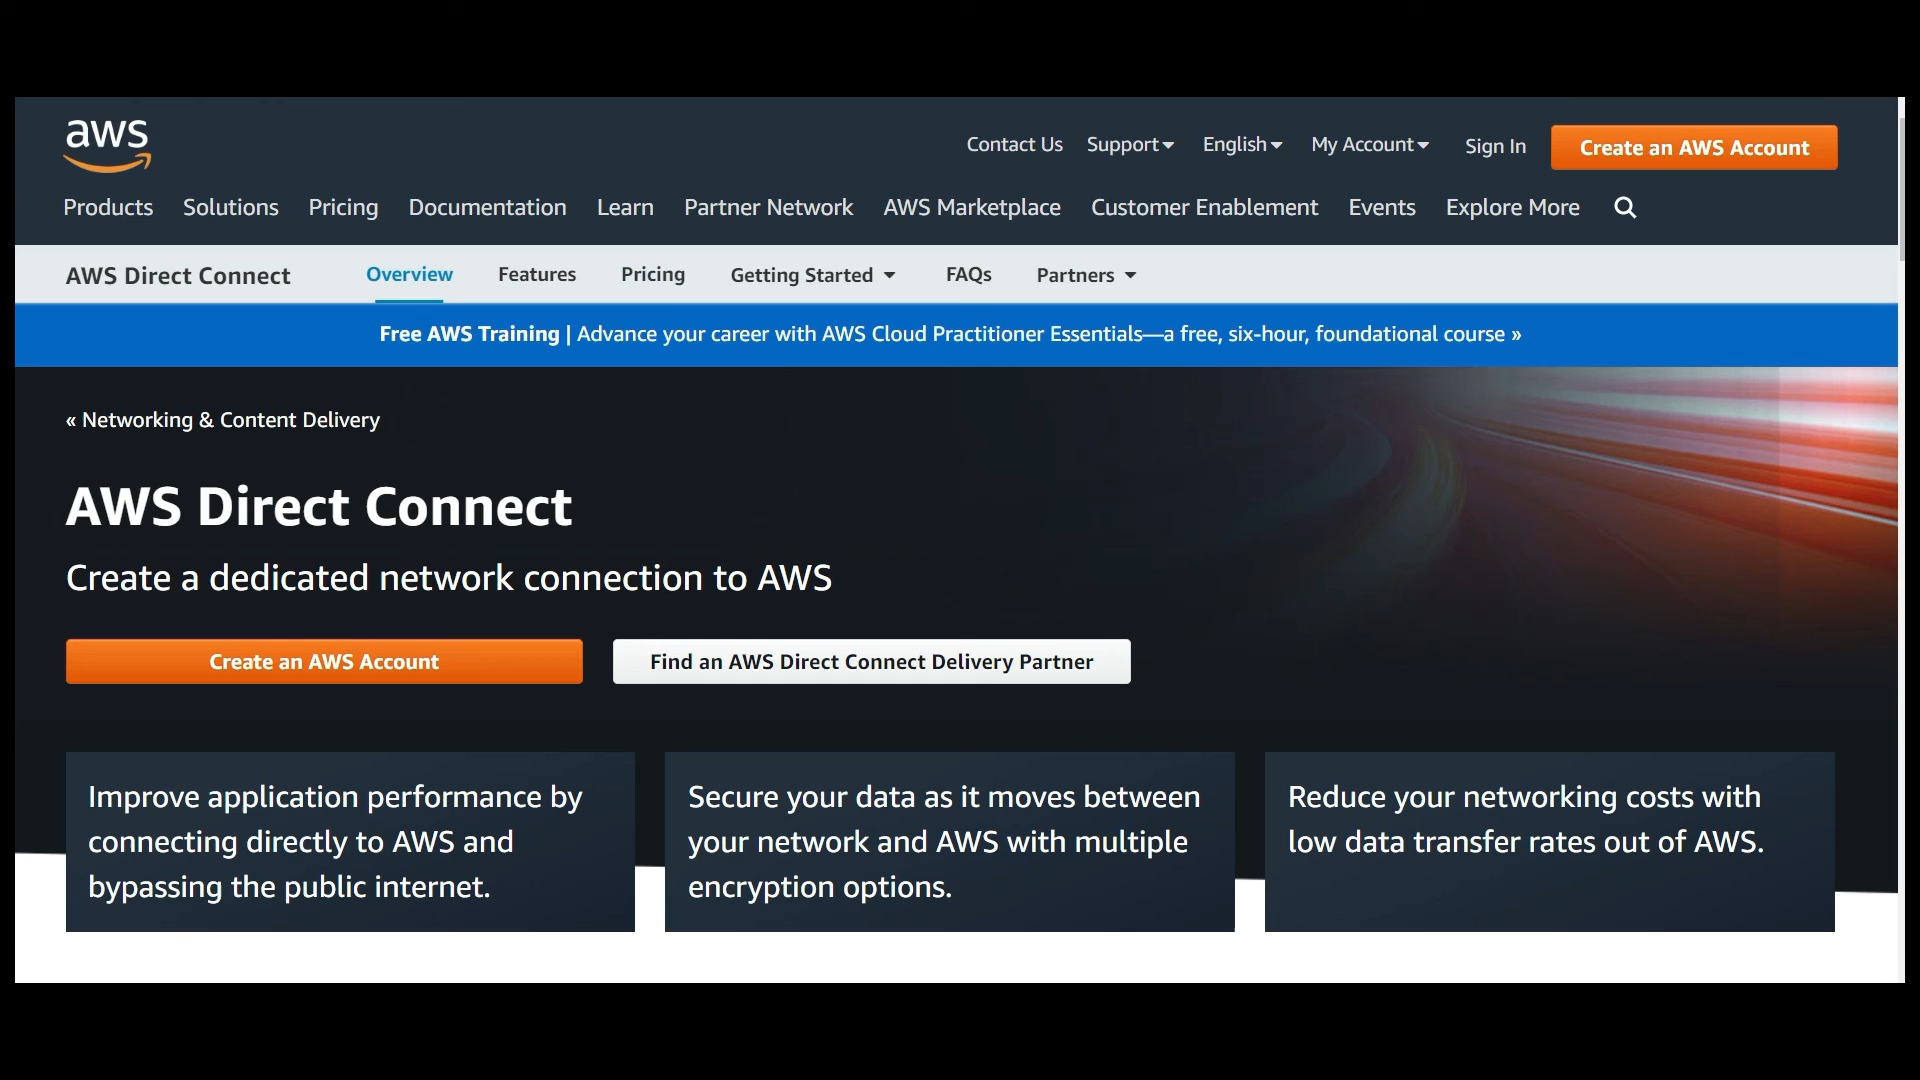 aws
Contact Us Support English My Account Sign In Create an AWS Account
Products Solutions Pricing Documentation Learn Partner Network AWS Marketplace Customer Enablement Events Explore More
AWS Direct Connect Overview Features Pricing Getting Started FAQs Partners
Free AWS Training | Advance your career with AWS Cloud Practitioner Essentials—a free, six-hour, foundational course »
« Networking & Content Delivery
AWS Direct Connect
Create a dedicated network connection to AWS
Create an AWS Account Find an AWS Direct Connect Delivery Partner
Improve application performance by
connecting directly to AWS and
bypassing the public internet.
Secure your data as it moves between
your network and AWS with multiple
encryption options.
Reduce your networking costs with
low data transfer rates out of AWS.